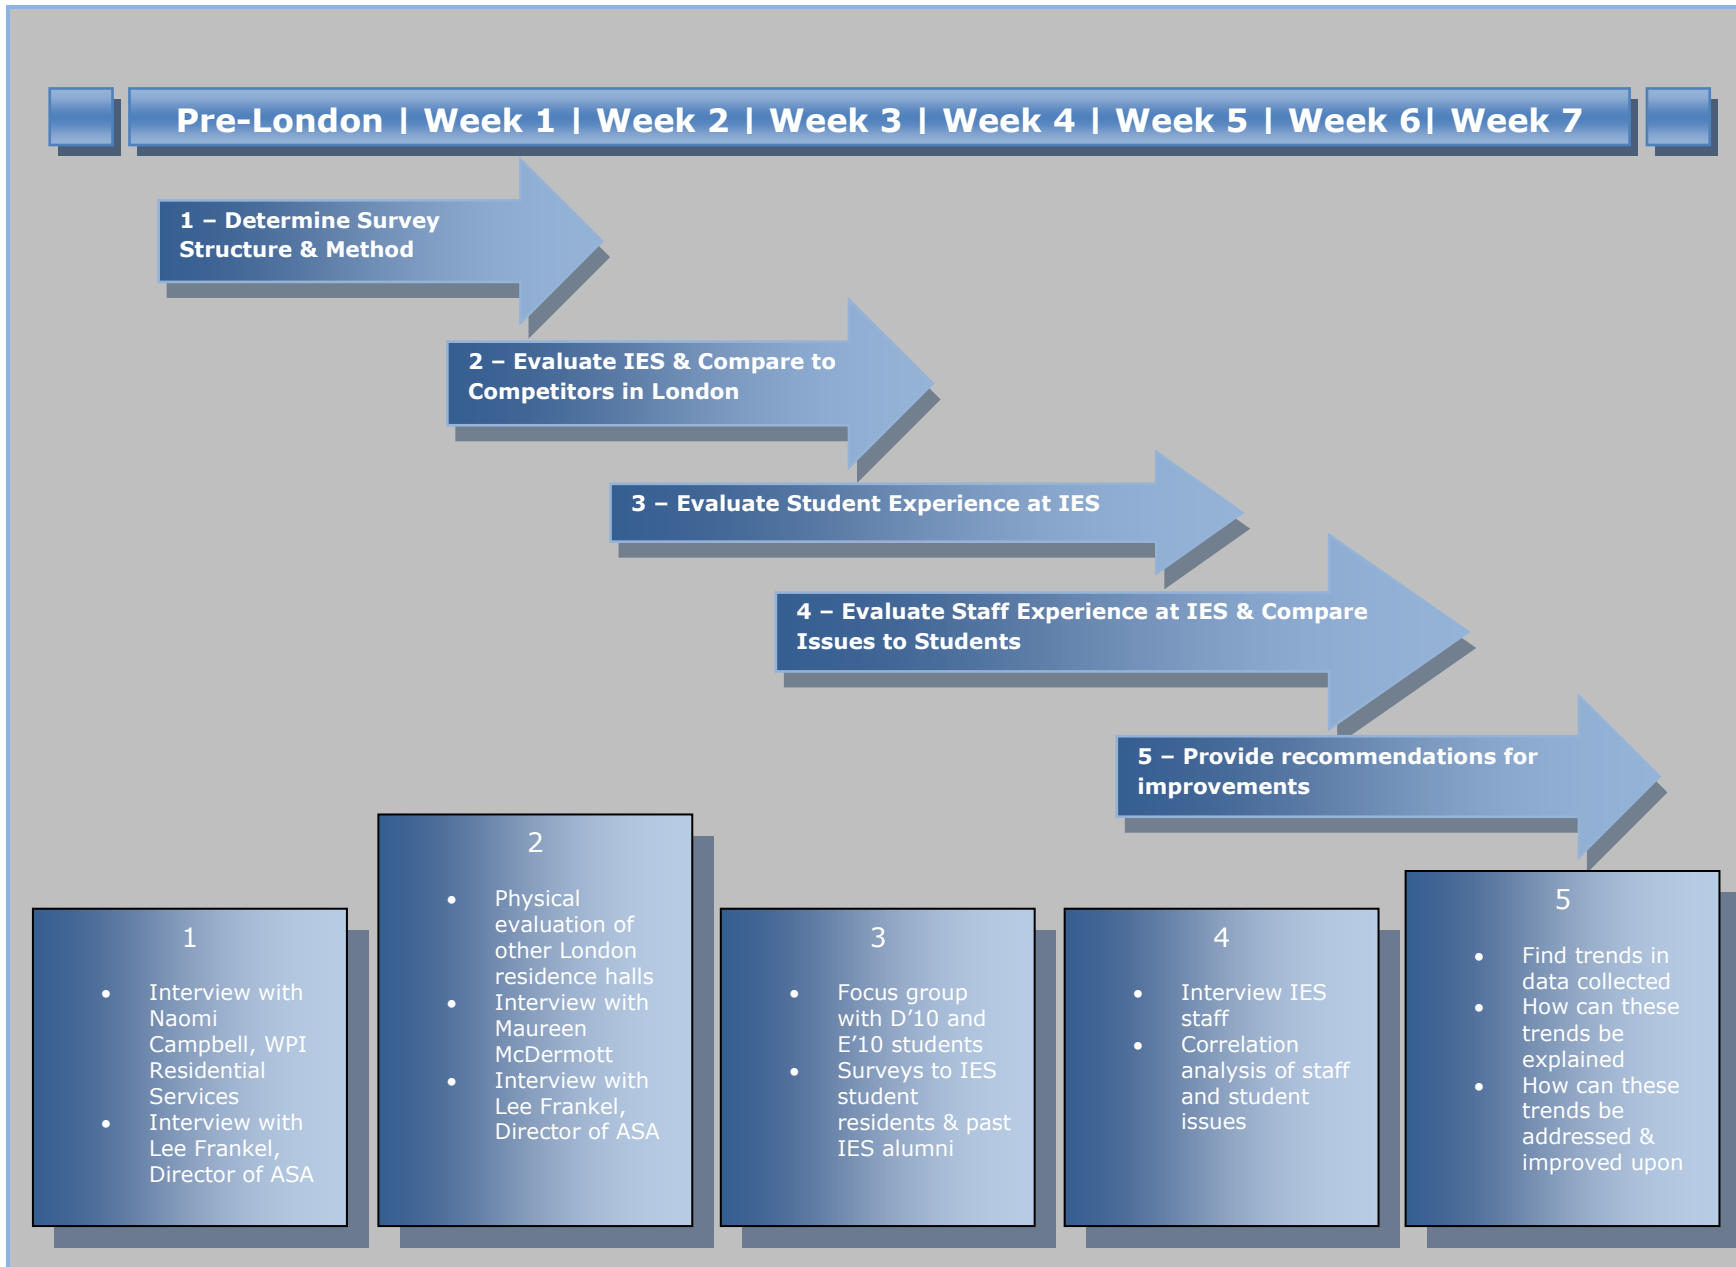 Pre-London | Week 1 | Week 2 | Week 3 | Week 4 | Week 5 | Week 6| Week 7
1 – Determine Survey
Structure & Method
2 – Evaluate IES & Compare to
Competitors in London
3 – Evaluate Student Experience at IES
4 – Evaluate Staff Experience at IES & Compare
Issues to Students
5 – Provide recommendations for
improvements
1
• Interview with
Naomi
Campbell, WPI
Residential
Services
• Interview with
Lee Frankel,
Director of ASA
2
• Physical
evaluation of
other London
residence halls
• Interview with
Maureen
McDermott
• Interview with
Lee Frankel,
Director of ASA
3
• Focus group
with D’10 and
E’10 students
• Surveys to IES
student
residents & past
IES alumni
4
• Interview IES
staff
• Correlation
analysis of staff
and student
issues
5
• Find trends in
data collected
• How can these
trends be
explained
• How can these
trends be
addressed &
improved upon